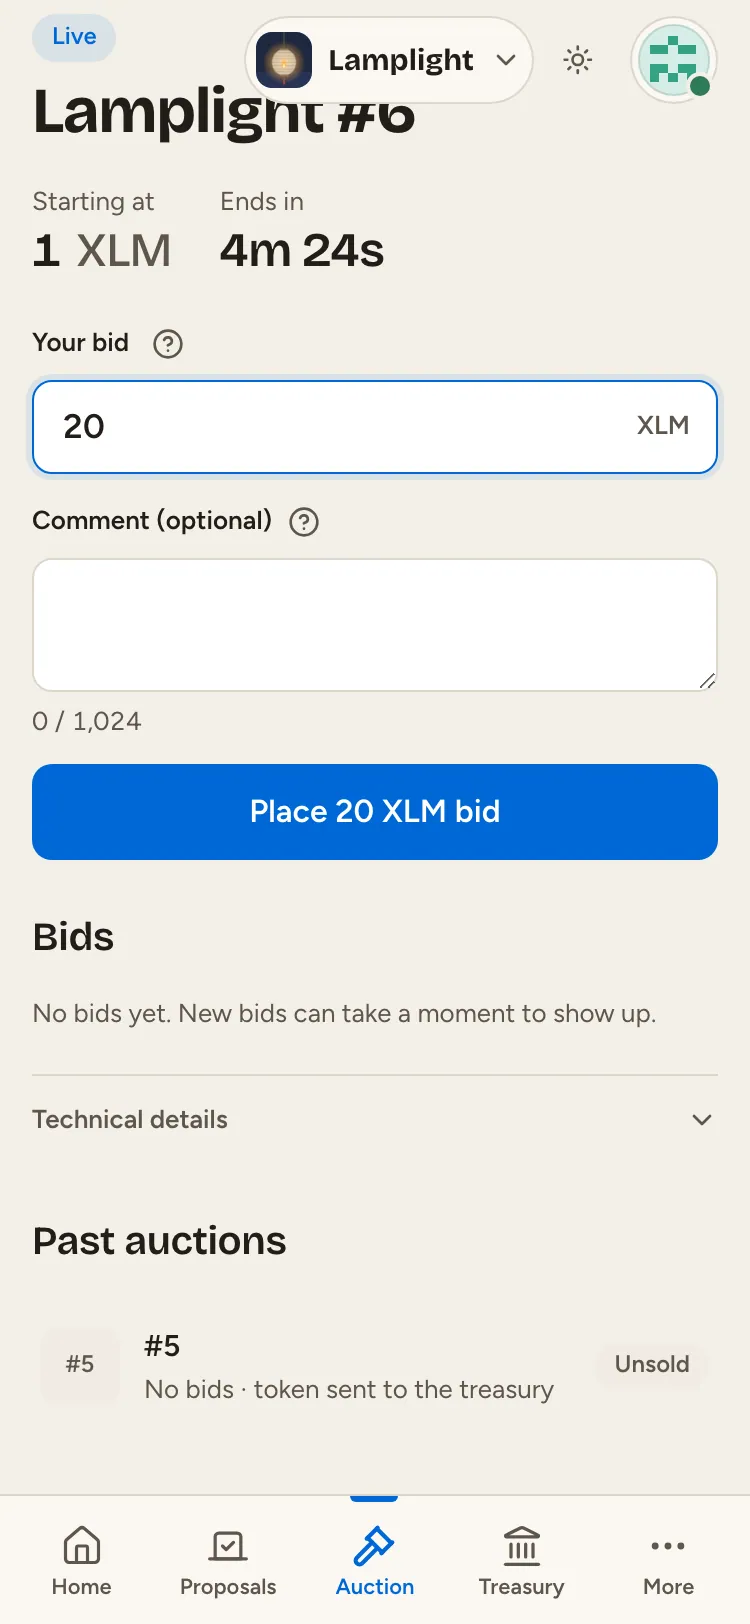 Live
Lamplight
Lamplight #6
Starting at
Ends in
1 XLM
4m 24s
Your bid
20
XLM
Comment (optional)
0 / 1,024
Place 20 XLM bid
Bids
No bids yet. New bids can take a moment to show up.
Technical details
Past auctions
#5
#5
No bids · token sent to the treasury
Unsold
Home
Proposals
Auction
Treasury
More